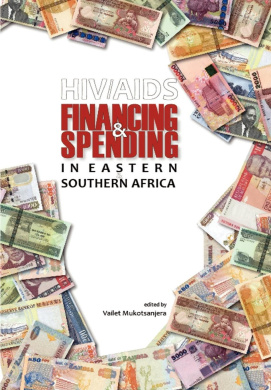 HIV/AIDS
FINANCING
&
SPENDING
IN EASTERN
&
SOUTHERN AFRICA
edited by
Vailet Mukotsanjera